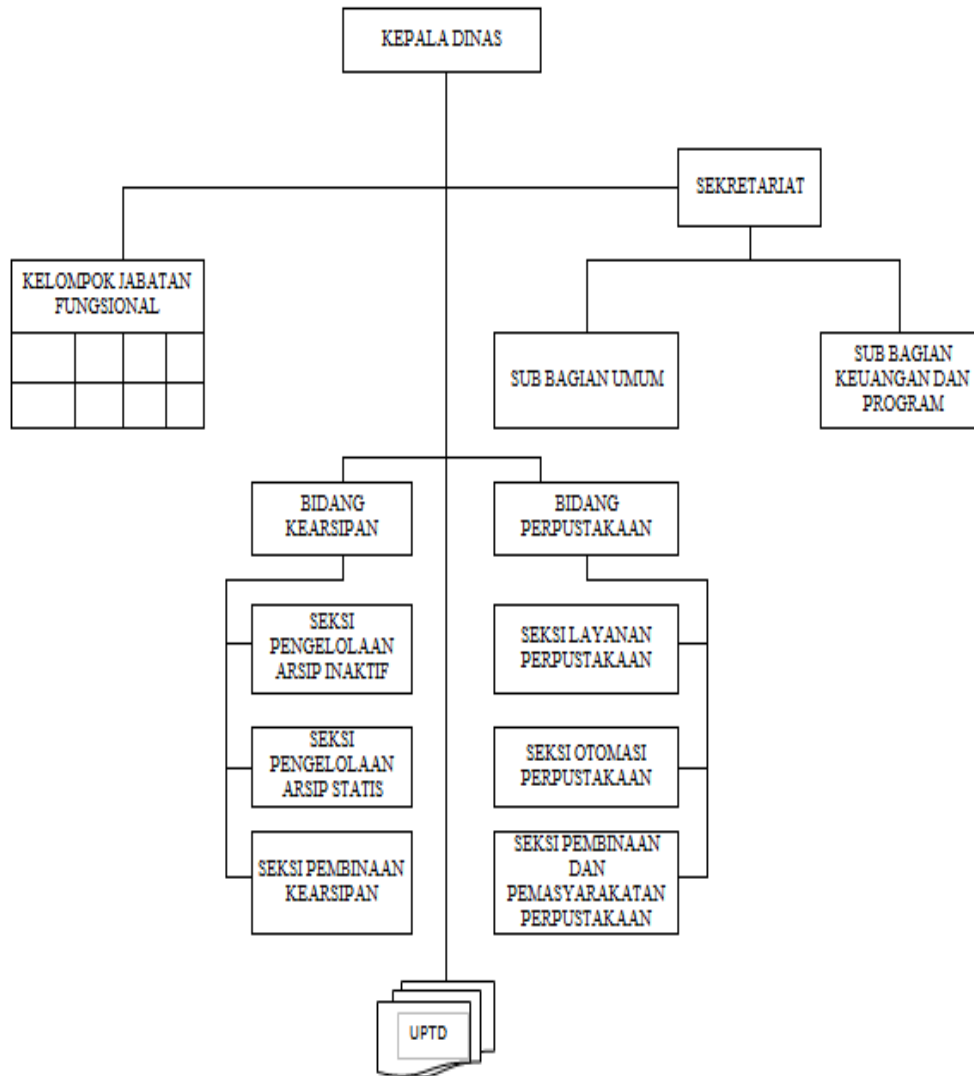 KEPALA DINAS
SEKRETARIAT
KELOMPOK JABATAN
FUNGSIONAL
SUB BAGIAN UMUM
SUB BAGIAN
KEUANGAN DAN
PROGRAM
BIDANG
KEARSIPAN
BIDANG
PERPUSTAKAAN
SEKSI
PENGELOLAAN
ARSIP INAKTIF
SEKSI LAYANAN
PERPUSTAKAAN
SEKSI
PENGELOLAAN
ARSIP STATIS
SEKSI OTOMASI
PERPUSTAKAAN
SEKSI PEMBINAAN
KEARSIPAN
SEKSI PEMBINAAN
DAN
PEMASYARAKATAN
PERPUSTAKAAN
UPTD